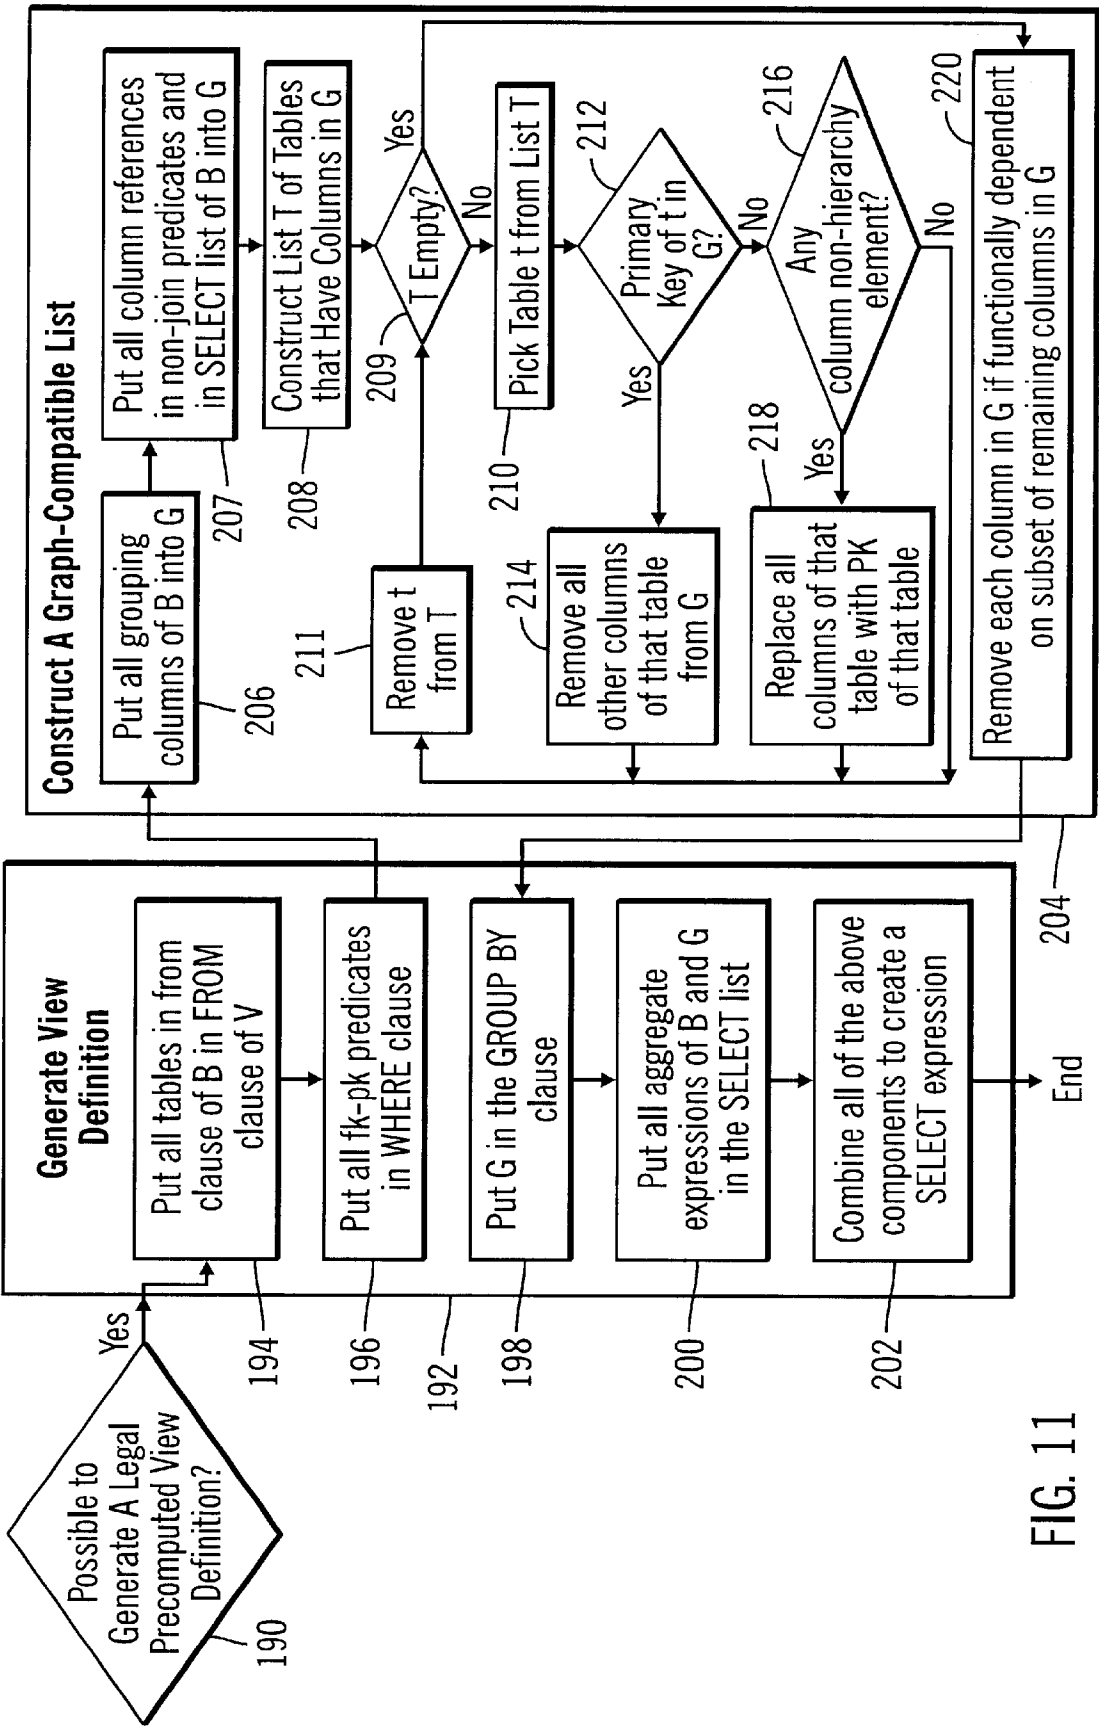 Possible to
Generate A Legal
Precomputed View
Definition?
190
Yes
Generate View
Definition
Put all tables in from
clause of B in FROM
clause of V
194
Put all fk-pk predicates
in WHERE clause
196
192
Put G in the GROUP BY
clause
198
Put all aggregate
expressions of B and G
in the SELECT list
200
Combine all of the above
components to create a
SELECT expression
202
End
Construct A Graph-Compatible List
Put all grouping
columns of B into G
206
Put all column references
in non-join predicates and
in SELECT list of B into G
207
Construct List T of Tables
that Have Columns in G
208
T Empty?
209
Yes
No
Remove t
from T
211
Pick Table t from List T
210
Primary
Key of t in
G?
212
Yes
No
Remove all
other columns
of that table
from G
214
Any
column non-hierarchy
element?
216
Yes
No
Replace all
columns of that
table with PK
of that table
218
Remove each column in G if functionally dependent
on subset of remaining columns in G
220
204
FIG. 11